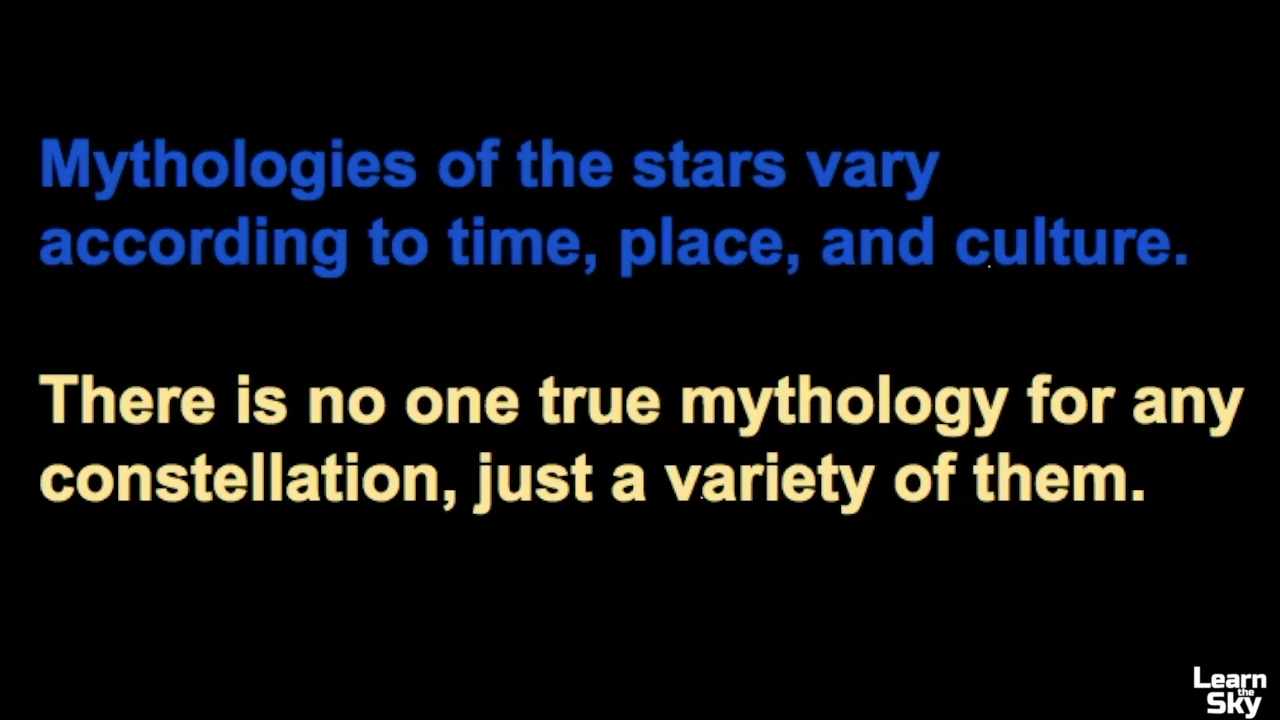 Mythologies of the stars vary
according to time, place, and culture.
There is no one true mythology for any
constellation, just a variety of them.
Learn
the
Sky